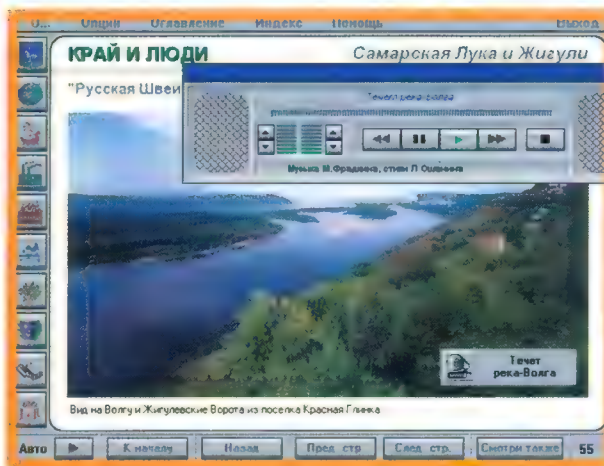 О...	Опции	Оглавление	Индекс	Помощь	Выход
КРАЙ И ЛЮДИ	Самарская Лука и Жигули
"Русская Швей
Течет река Волга
Музыка М.Фрадкина, стихи Л.Ошанина
Течет
река-Волга
Вид на Волгу и Жигулевские Ворота из поселка Красная Глинка
Авто	К началу	Назад	Пред. стр.	След. стр.	Смотри также	55